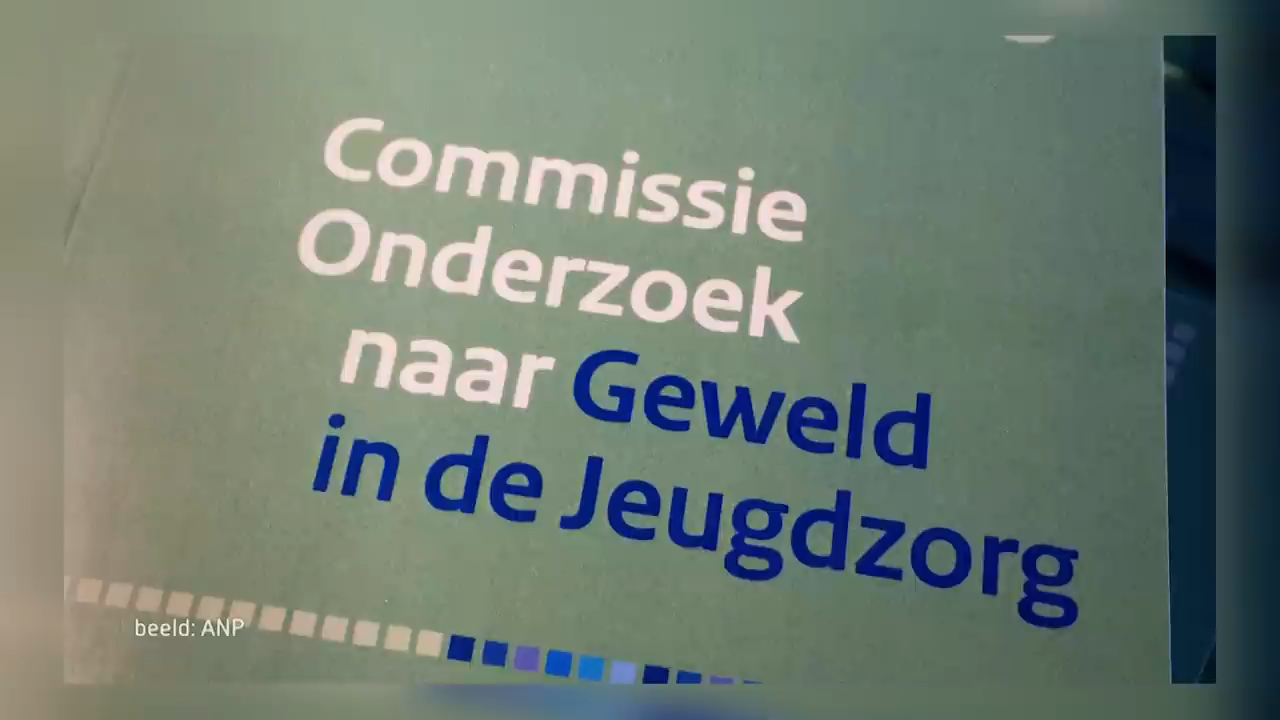 Commissie
Onderzoek
naar Geweld
in de Jeugdzorg
beeld: ANP